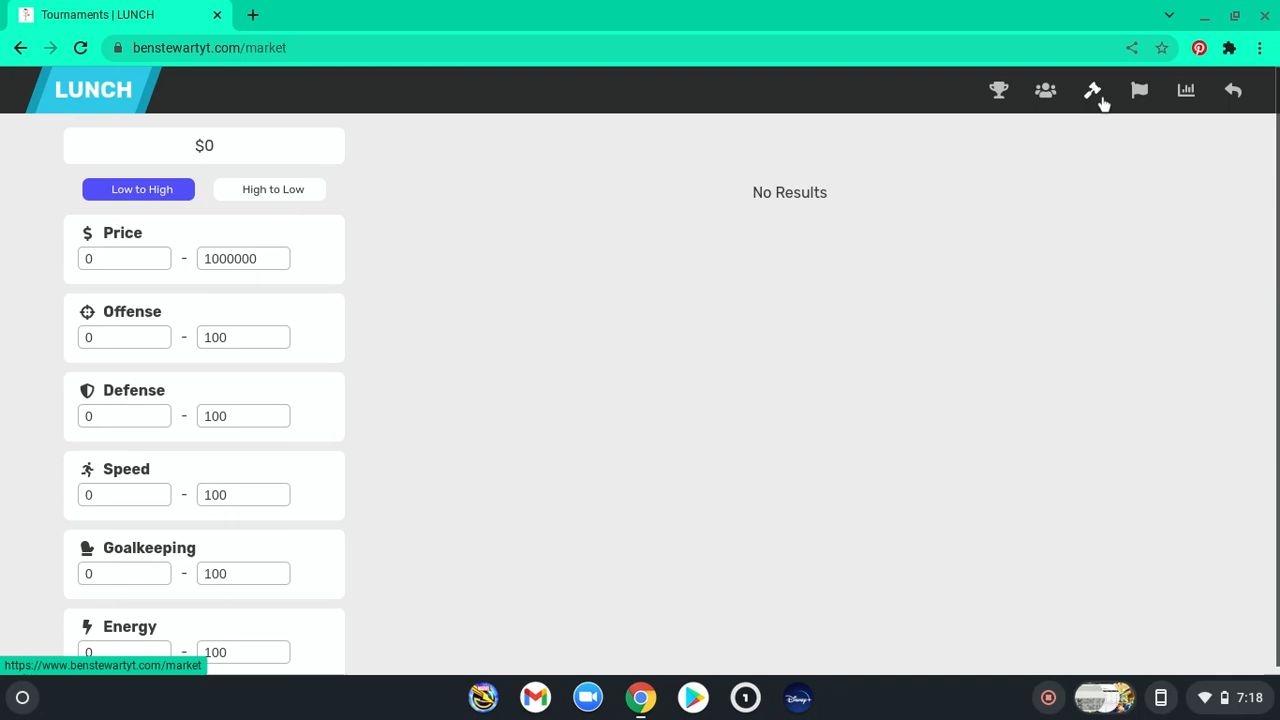 Tournaments | LUNCH
benstewartyt.com/market
LUNCH
$0
Low to High
High to Low
No Results
Price
0 - 1000000
Offense
0 - 100
Defense
0 - 100
Speed
0 - 100
Goalkeeping
0 - 100
Energy
0 - 100
https://www.benstewartyt.com/market
1
Disney+
7:18